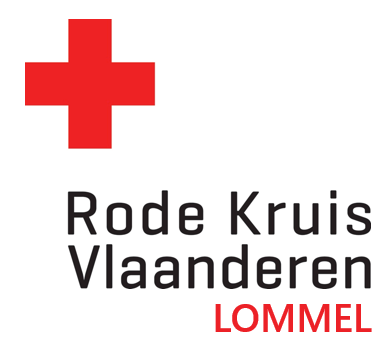 Rode Kruis
Vlaanderen
LOMMEL